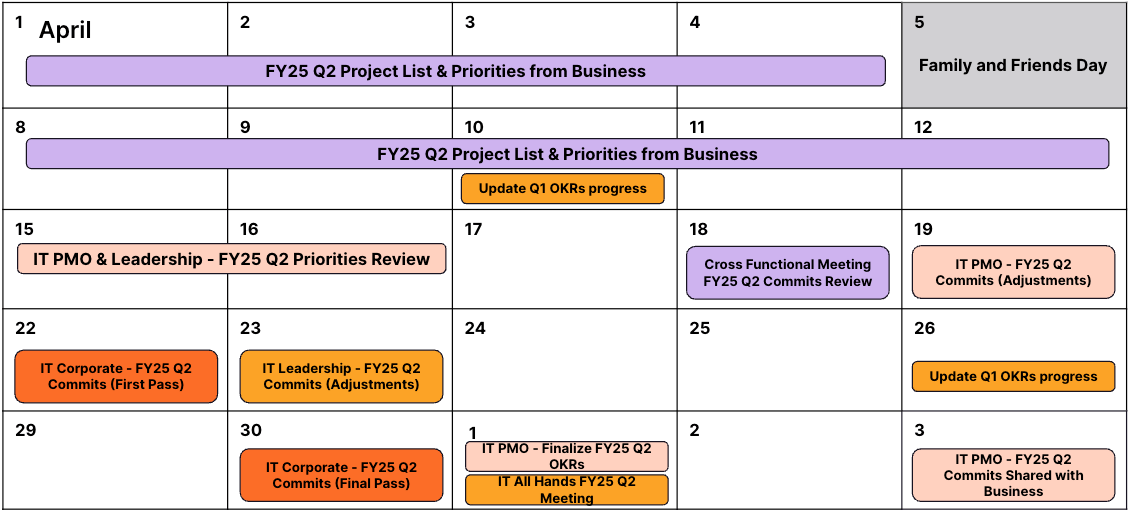 1 April
2
3
4
5
FY25 Q2 Project List & Priorities from Business
Family and Friends Day
8
9
10
11
12
FY25 Q2 Project List & Priorities from Business
Update Q1 OKRs progress
15
16
17
18
19
IT PMO & Leadership - FY25 Q2 Priorities Review
Cross Functional Meeting
FY25 Q2 Commits Review
IT PMO - FY25 Q2
Commits (Adjustments)
22
23
24
25
26
IT Corporate - FY25 Q2
Commits (First Pass)
IT Leadership - FY25 Q2
Commits (Adjustments)
Update Q1 OKRs progress
29
30
1
2
3
IT Corporate - FY25 Q2
Commits (Final Pass)
IT PMO - Finalize FY25 Q2
OKRs
IT All Hands FY25 Q2
Meeting
IT PMO - FY25 Q2
Commits Shared with
Business